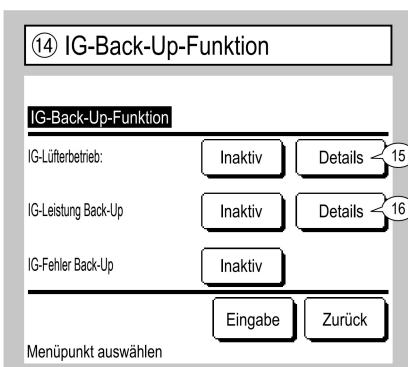 ⑭ IG-Back-Up-Funktion
IG-Back-Up-Funktion
IG-Lüfterbetrieb: Inaktiv Details 15
IG-Leistung Back-Up Inaktiv Details 16
IG-Fehler Back-Up Inaktiv
Eingabe Zurück
Menüpunkt auswählen